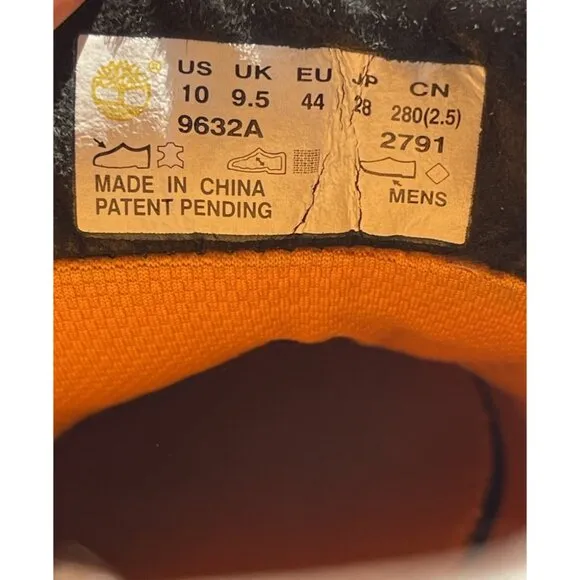 ® US UK EU JP CN
10 9.5 44 28 280(2.5)
9632A 2791
MADE IN CHINA
PATENT PENDING MENS